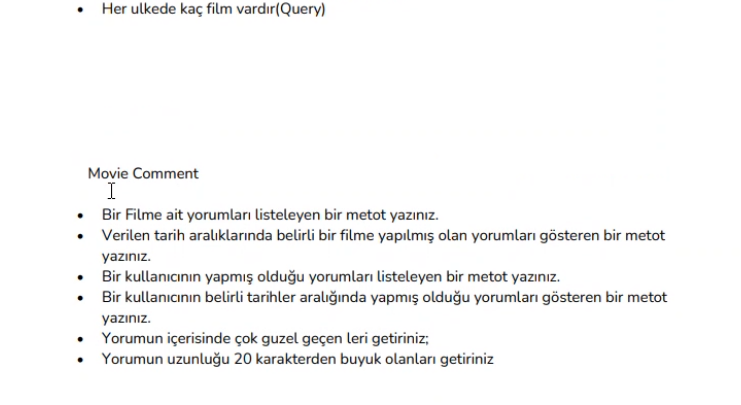 • Her ulkede kaç film vardır(Query)
Movie Comment
• Bir Filme ait yorumları listeleyen bir metot yazınız.
• Verilen tarih aralıklarında belirli bir filme yapılmış olan yorumları gösteren bir metot
yazınız.
• Bir kullanıcının yapmış olduğu yorumları listeleyen bir metot yazınız.
• Bir kullanıcının belirli tarihler aralığında yapmış olduğu yorumları gösteren bir metot
yazınız.
• Yorumun içerisinde çok guzel geçen leri getiriniz;
• Yorumun uzunluğu 20 karakterden buyuk olanları getiriniz